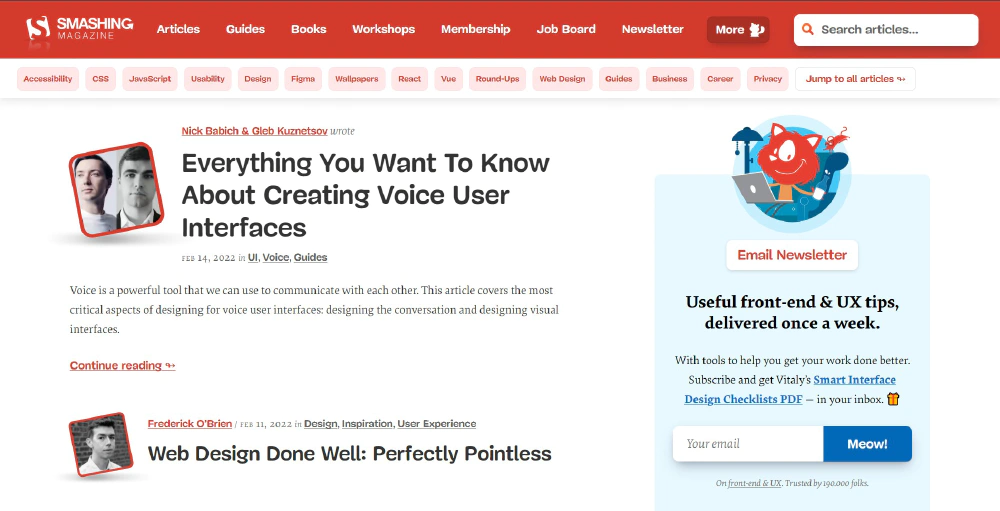 SMASHING
MAGAZINE
Articles
Guides
Books
Workshops
Membership
Job Board
Newsletter
More
Search articles...
Accessibility
CSS
JavaScript
Usability
Design
Figma
Wallpapers
React
Vue
Round-Ups
Web Design
Guides
Business
Career
Privacy
Jump to all articles ↬
Nick Babich & Gleb Kuznetsov wrote
Everything You Want To Know
About Creating Voice User
Interfaces
FEB 14, 2022 in UI, Voice, Guides
Voice is a powerful tool that we can use to communicate with each other. This article covers the most
critical aspects of designing for voice user interfaces: designing the conversation and designing visual
interfaces.
Continue reading ↬
Frederick O'Brien / FEB 11, 2022 in Design, Inspiration, User Experience
Web Design Done Well: Perfectly Pointless
Email Newsletter
Useful front-end & UX tips,
delivered once a week.
With tools to help you get your work done better.
Subscribe and get Vitaly's Smart Interface
Design Checklists PDF — in your inbox. 🎁
Your email
Meow!
On front-end & UX. Trusted by 190.000 folks.